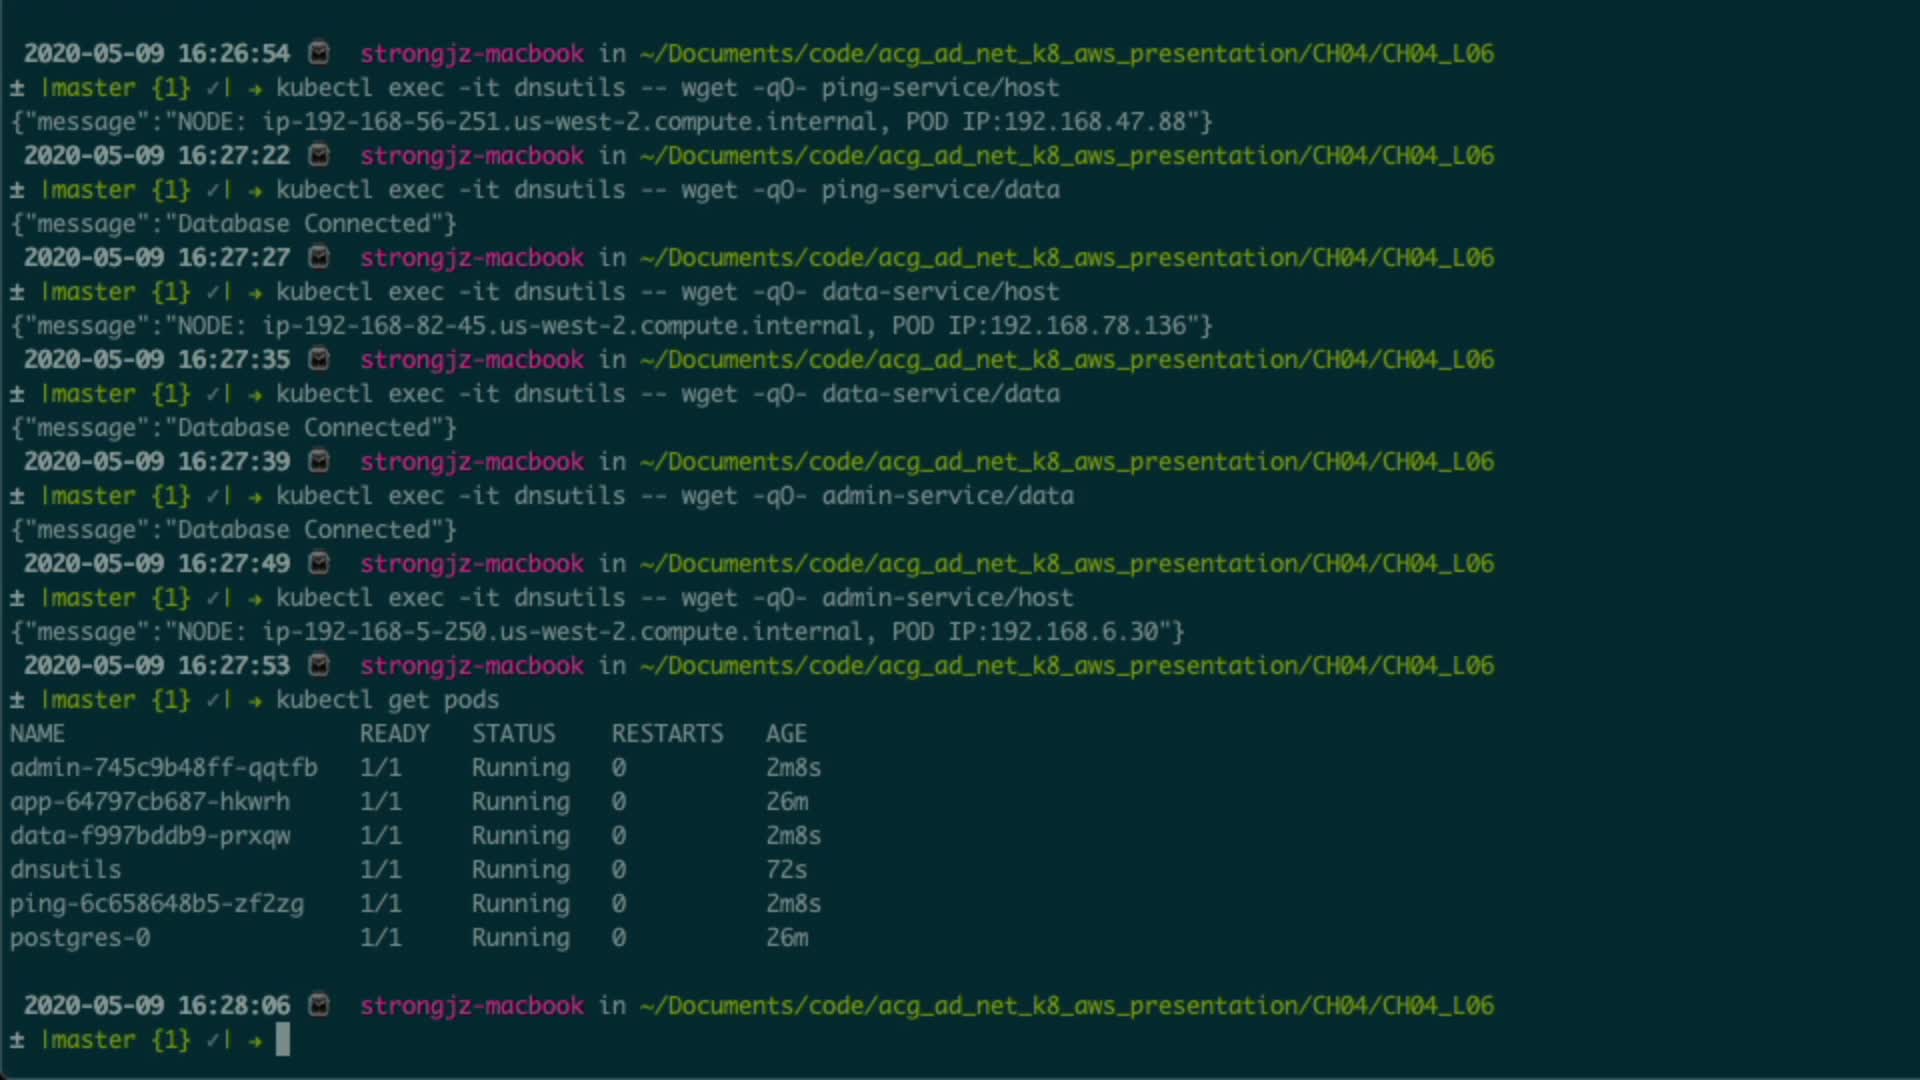 2020-05-09 16:26:54 strongjz-macbook in ~/Documents/code/acg_ad_net_k8_aws_presentation/CH04/CH04_L06
± |master {1} ✓| → kubectl exec -it dnsutils -- wget -qO- ping-service/host
{"message":"NODE: ip-192-168-56-251.us-west-2.compute.internal, POD IP:192.168.47.88"}
2020-05-09 16:27:22 strongjz-macbook in ~/Documents/code/acg_ad_net_k8_aws_presentation/CH04/CH04_L06
± |master {1} ✓| → kubectl exec -it dnsutils -- wget -qO- ping-service/data
{"message":"Database Connected"}
2020-05-09 16:27:27 strongjz-macbook in ~/Documents/code/acg_ad_net_k8_aws_presentation/CH04/CH04_L06
± |master {1} ✓| → kubectl exec -it dnsutils -- wget -qO- data-service/host
{"message":"NODE: ip-192-168-82-45.us-west-2.compute.internal, POD IP:192.168.78.136"}
2020-05-09 16:27:35 strongjz-macbook in ~/Documents/code/acg_ad_net_k8_aws_presentation/CH04/CH04_L06
± |master {1} ✓| → kubectl exec -it dnsutils -- wget -qO- data-service/data
{"message":"Database Connected"}
2020-05-09 16:27:39 strongjz-macbook in ~/Documents/code/acg_ad_net_k8_aws_presentation/CH04/CH04_L06
± |master {1} ✓| → kubectl exec -it dnsutils -- wget -qO- admin-service/data
{"message":"Database Connected"}
2020-05-09 16:27:49 strongjz-macbook in ~/Documents/code/acg_ad_net_k8_aws_presentation/CH04/CH04_L06
± |master {1} ✓| → kubectl exec -it dnsutils -- wget -qO- admin-service/host
{"message":"NODE: ip-192-168-5-250.us-west-2.compute.internal, POD IP:192.168.6.30"}
2020-05-09 16:27:53 strongjz-macbook in ~/Documents/code/acg_ad_net_k8_aws_presentation/CH04/CH04_L06
± |master {1} ✓| → kubectl get pods
NAME READY STATUS RESTARTS AGE
admin-745c9b48ff-qqtfb 1/1 Running 0 2m8s
app-64797cb687-hkwrh 1/1 Running 0 26m
data-f997bddb9-prxqw 1/1 Running 0 2m8s
dnsutils 1/1 Running 0 72s
ping-6c658648b5-zf2zg 1/1 Running 0 2m8s
postgres-0 1/1 Running 0 26m
2020-05-09 16:28:06 strongjz-macbook in ~/Documents/code/acg_ad_net_k8_aws_presentation/CH04/CH04_L06
± |master {1} ✓| →